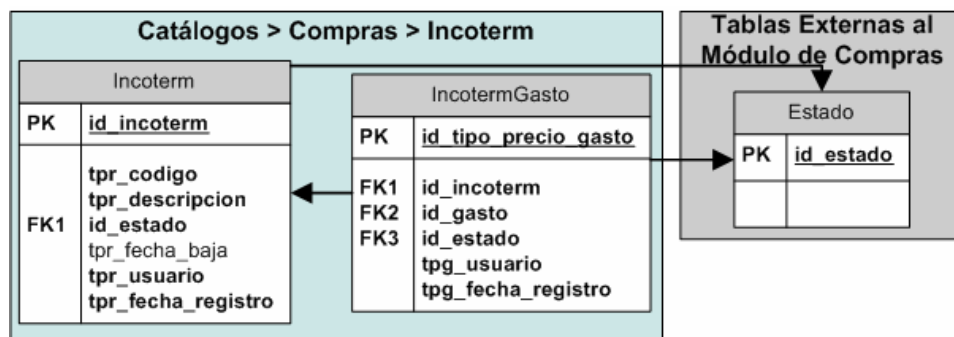 Catálogos > Compras > Incoterm
Incoterm
PK id_incoterm
tpr_codigo
tpr_descripcion
FK1 id_estado
tpr_fecha_baja
tpr_usuario
tpr_fecha_registro
IncotermGasto
PK id_tipo_precio_gasto
FK1 id_incoterm
FK2 id_gasto
FK3 id_estado
tpg_usuario
tpg_fecha_registro
Tablas Externas al
Módulo de Compras
Estado
PK id_estado